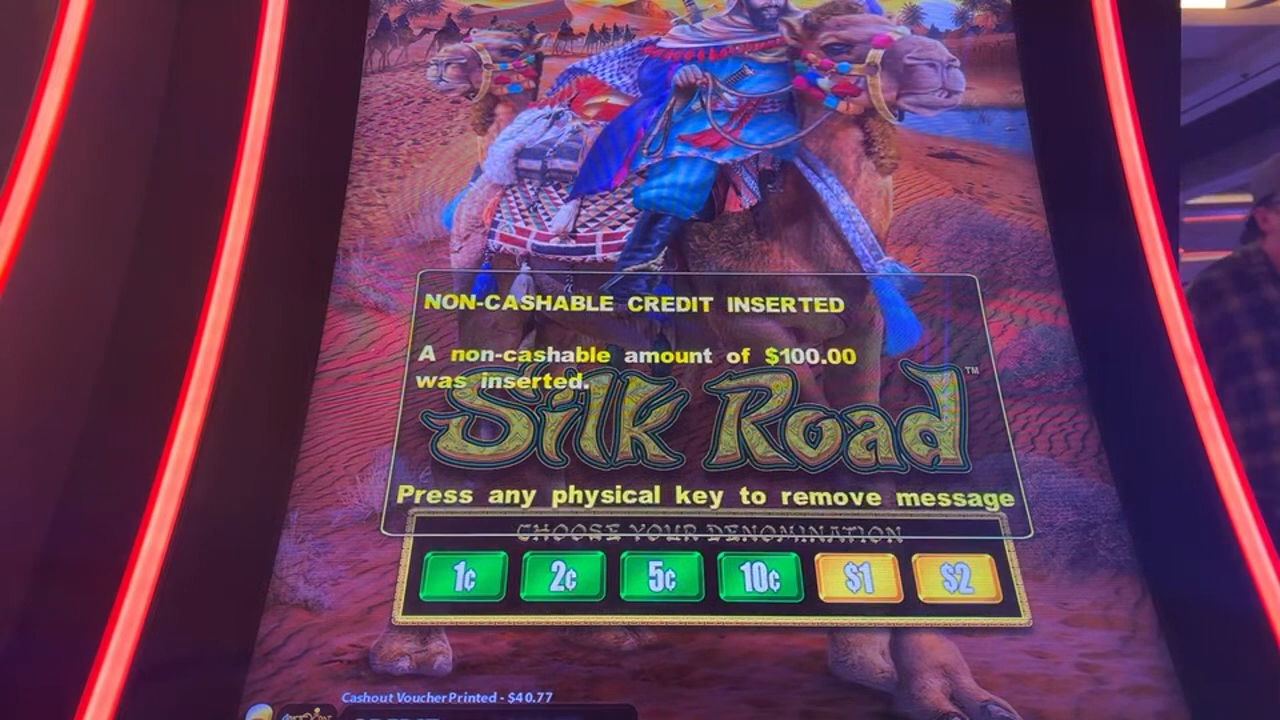 NON-CASHABLE CREDIT INSERTED
A non-cashable amount of $100.00
was inserted.
Silk Road™
Press any physical key to remove message
CHOOSE YOUR DENOMINATION
1¢ 2¢ 5¢ 10¢ $1 $2
Cashout Voucher Printed - $40.77